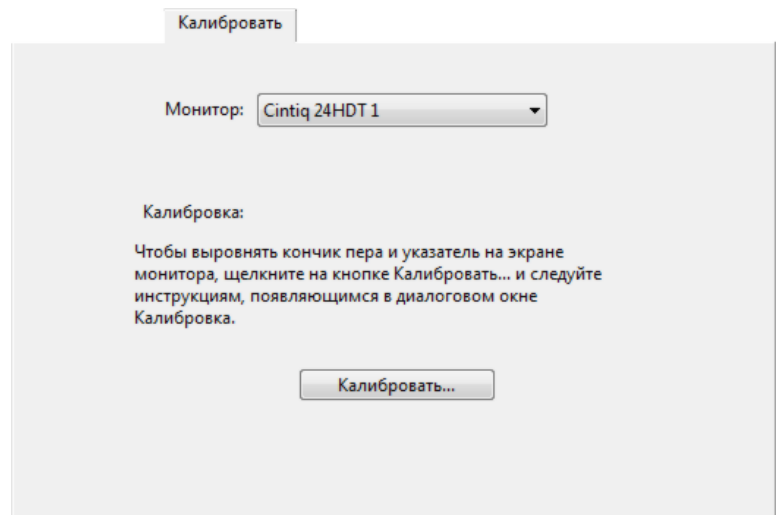 Калибровать
Монитор: Cintiq 24HDT 1
Калибровка:
Чтобы выровнять кончик пера и указатель на экране
монитора, щелкните на кнопке Калибровать... и следуйте
инструкциям, появляющимся в диалоговом окне
Калибровка.
Калибровать...